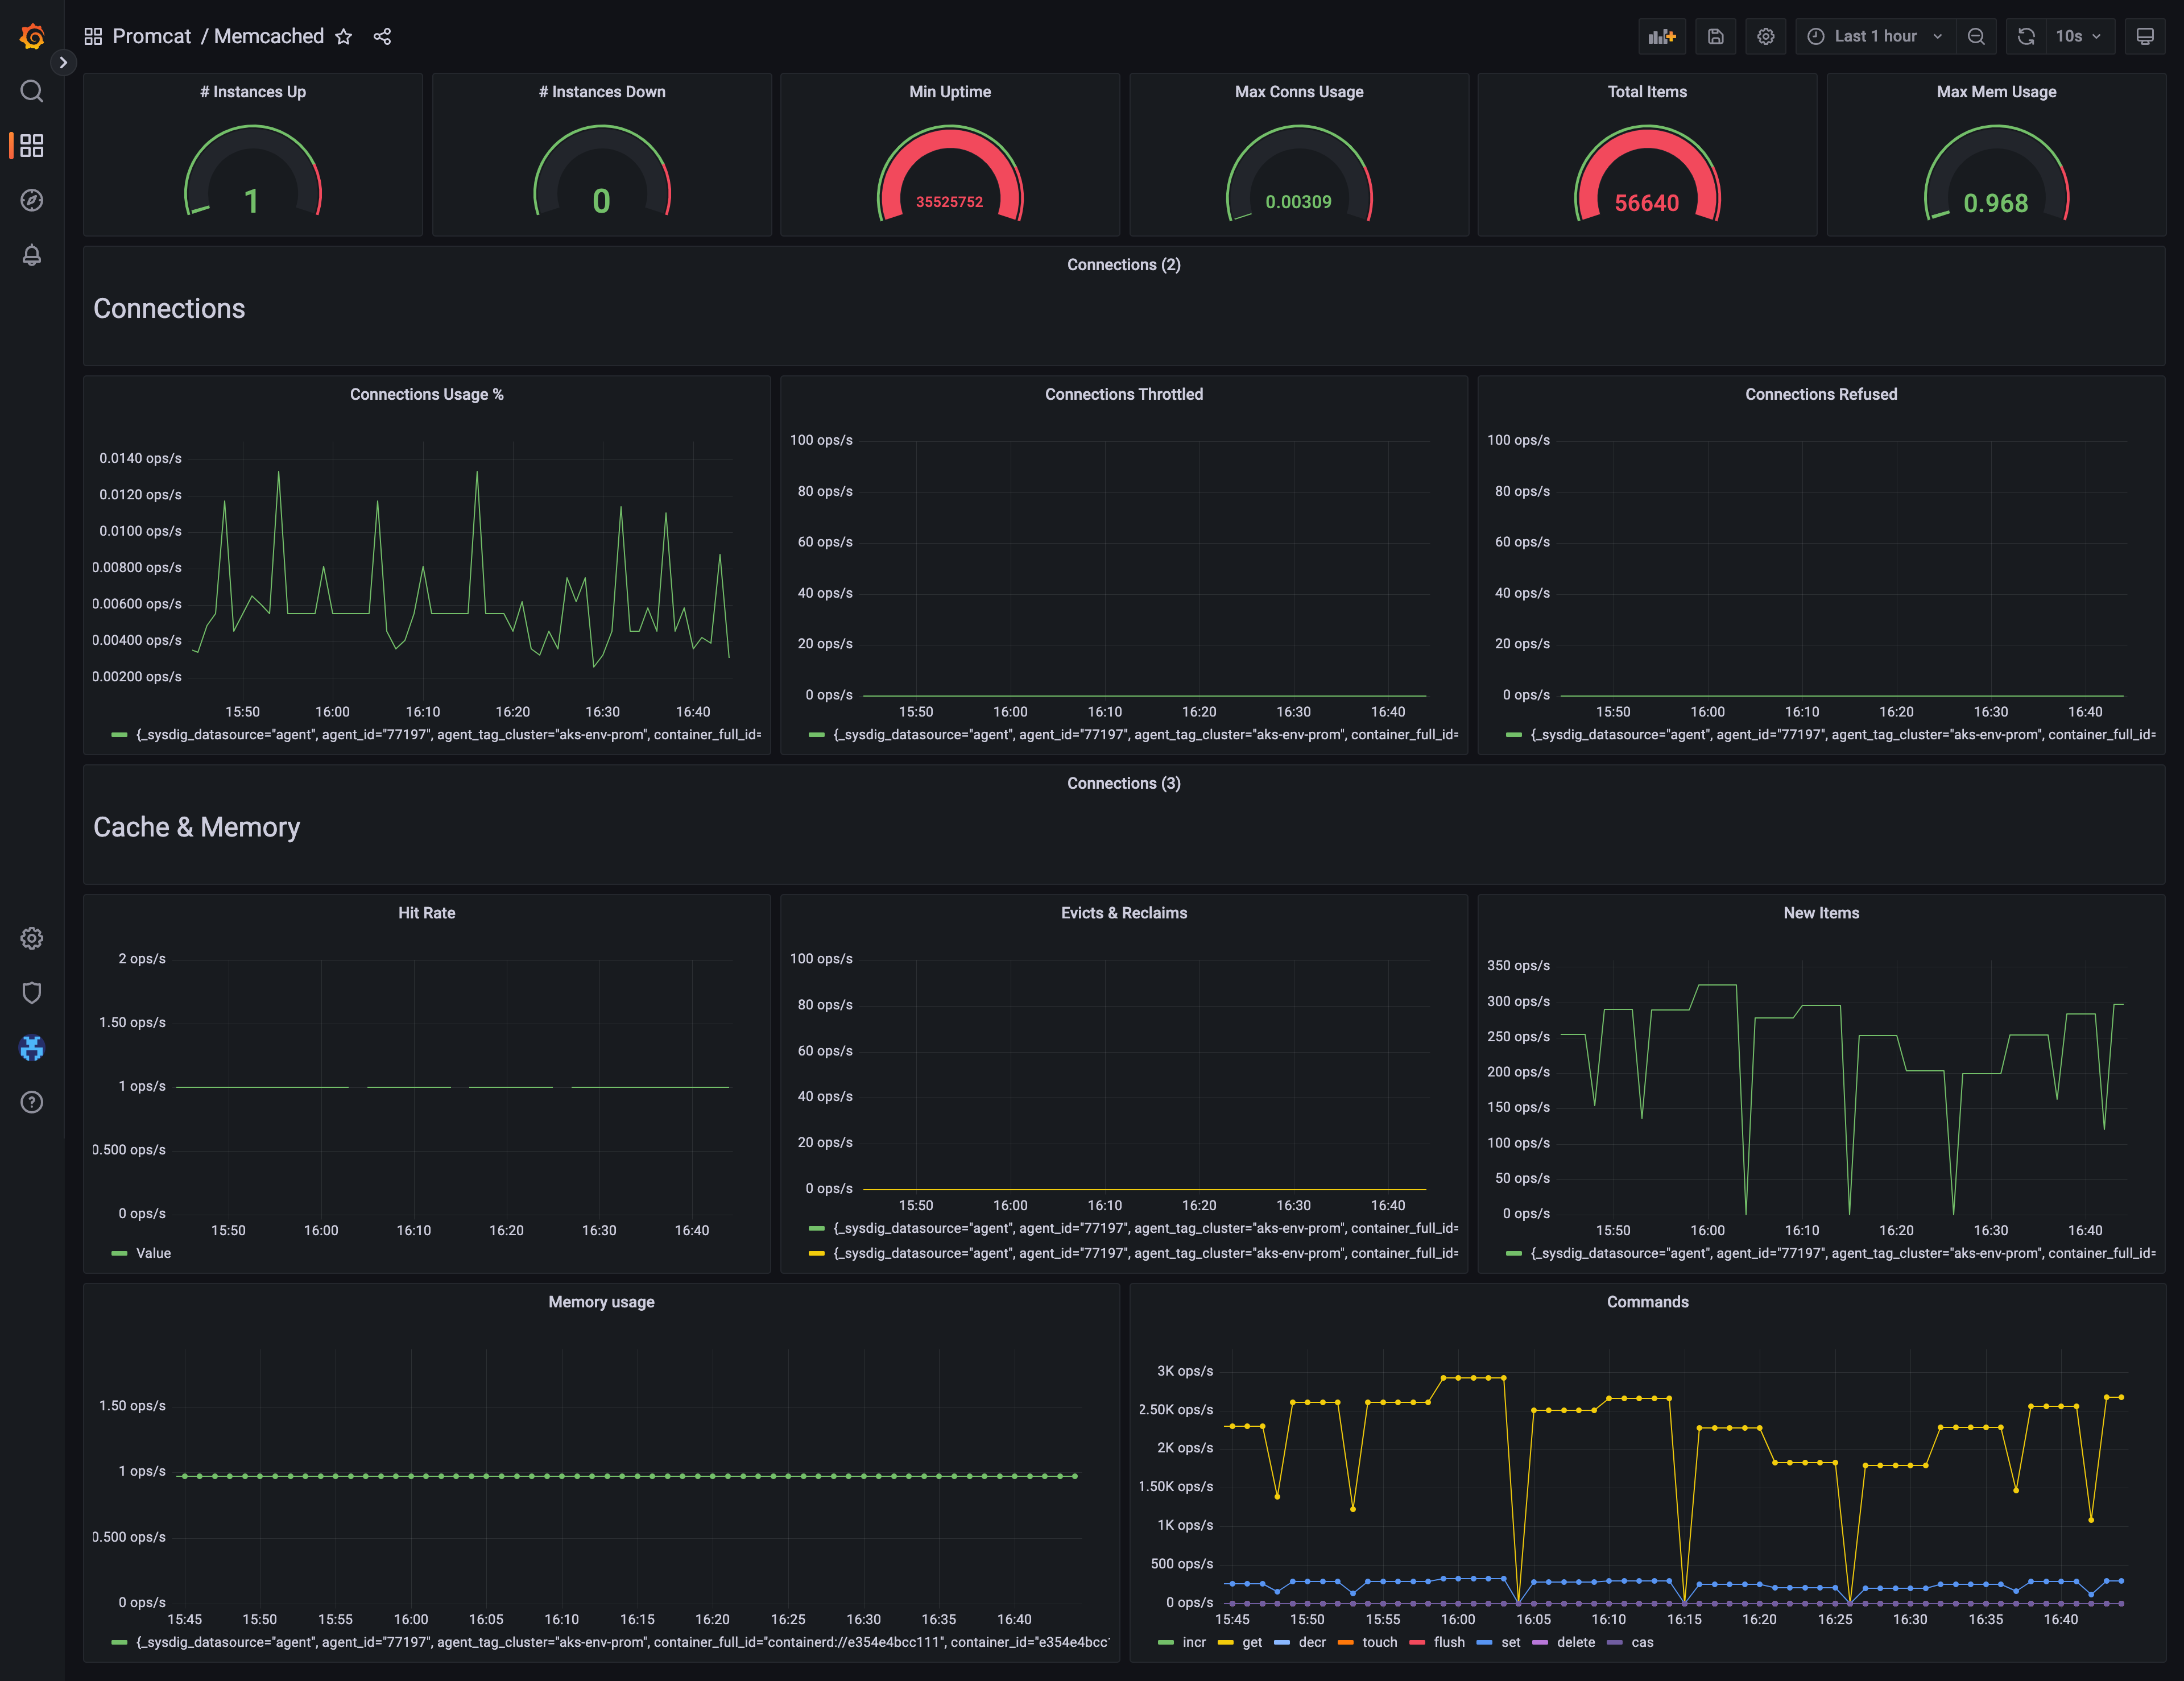 Promcat / Memcached
Last 1 hour
10s
# Instances Up
# Instances Down
Min Uptime
Max Conns Usage
Total Items
Max Mem Usage
1
0
35525752
0.00309
56640
0.968
Connections (2)
Connections
Connections Usage %
0.0140 ops/s
0.0120 ops/s
0.0100 ops/s
0.00800 ops/s
0.00600 ops/s
0.00400 ops/s
0.00200 ops/s
15:50 16:00 16:10 16:20 16:30 16:40
{_sysdig_datasource="agent", agent_id="77197", agent_tag_cluster="aks-env-prom", container_full_id=
Connections Throttled
100 ops/s
80 ops/s
60 ops/s
40 ops/s
20 ops/s
0 ops/s
15:50 16:00 16:10 16:20 16:30 16:40
{_sysdig_datasource="agent", agent_id="77197", agent_tag_cluster="aks-env-prom", container_full_id=
Connections Refused
100 ops/s
80 ops/s
60 ops/s
40 ops/s
20 ops/s
0 ops/s
15:50 16:00 16:10 16:20 16:30 16:40
{_sysdig_datasource="agent", agent_id="77197", agent_tag_cluster="aks-env-prom", container_full_id=
Connections (3)
Cache & Memory
Hit Rate
2 ops/s
1.50 ops/s
1 ops/s
0.500 ops/s
0 ops/s
15:50 16:00 16:10 16:20 16:30 16:40
Value
Evicts & Reclaims
100 ops/s
80 ops/s
60 ops/s
40 ops/s
20 ops/s
0 ops/s
15:50 16:00 16:10 16:20 16:30 16:40
{_sysdig_datasource="agent", agent_id="77197", agent_tag_cluster="aks-env-prom", container_full_id=
{_sysdig_datasource="agent", agent_id="77197", agent_tag_cluster="aks-env-prom", container_full_id=
New Items
350 ops/s
300 ops/s
250 ops/s
200 ops/s
150 ops/s
100 ops/s
50 ops/s
0 ops/s
15:50 16:00 16:10 16:20 16:30 16:40
{_sysdig_datasource="agent", agent_id="77197", agent_tag_cluster="aks-env-prom", container_full_id=
Memory usage
1.50 ops/s
1 ops/s
0.500 ops/s
0 ops/s
15:45 15:50 15:55 16:00 16:05 16:10 16:15 16:20 16:25 16:30 16:35 16:40
{_sysdig_datasource="agent", agent_id="77197", agent_tag_cluster="aks-env-prom", container_full_id="containerd://e354e4bcc111", container_id="e354e4bcc1
Commands
3K ops/s
2.50K ops/s
2K ops/s
1.50K ops/s
1K ops/s
500 ops/s
0 ops/s
15:45 15:50 15:55 16:00 16:05 16:10 16:15 16:20 16:25 16:30 16:35 16:40
incr get decr touch flush set delete cas